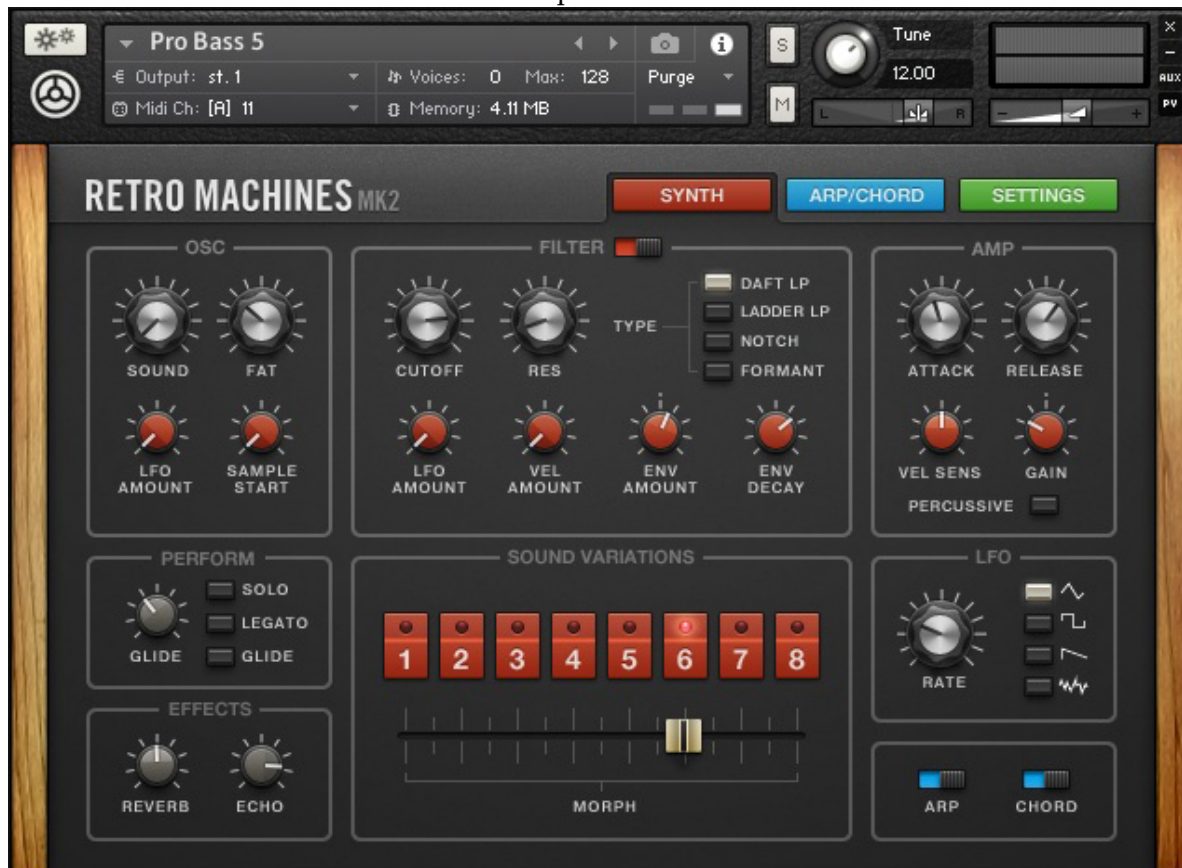 Pro Bass 5
S
Tune
Output: st. 1
Voices: 0 Max: 128
Purge
12.00
AUX
Midi Ch: [A] 11
Memory: 4.11 MB
M
L
R
PV
RETRO MACHINES MK2
SYNTH
ARP/CHORD
SETTINGS
OSC
SOUND
FAT
LFO AMOUNT
SAMPLE START
FILTER
CUTOFF
RES
TYPE
DAFT LP
LADDER LP
NOTCH
FORMANT
LFO AMOUNT
VEL AMOUNT
ENV AMOUNT
ENV DECAY
AMP
ATTACK
RELEASE
VEL SENS
GAIN
PERCUSSIVE
PERFORM
GLIDE
SOLO
LEGATO
GLIDE
SOUND VARIATIONS
1 2 3 4 5 6 7 8
MORPH
LFO
RATE
EFFECTS
REVERB
ECHO
ARP
CHORD